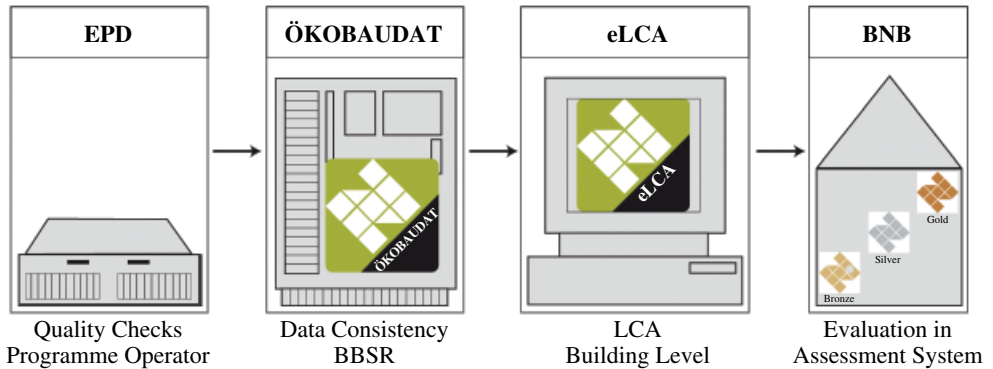 EPD
ÖKOBAUDAT
eLCA
BNB
ÖKOBAUDAT
eLCA
Gold
Silver
Bronze
Quality Checks
Programme Operator
Data Consistency
BBSR
LCA
Building Level
Evaluation in
Assessment System